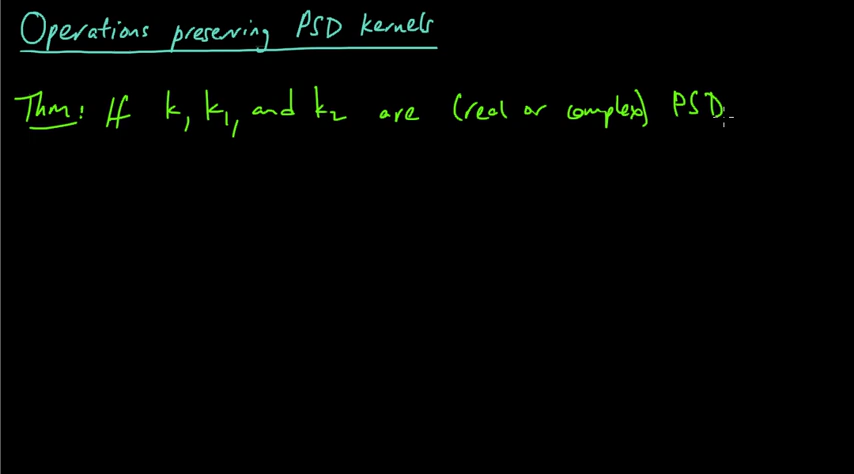 Operations preserving PSD kernels
Thm: If k, k₁, and k₂ are (real or complex) PSD